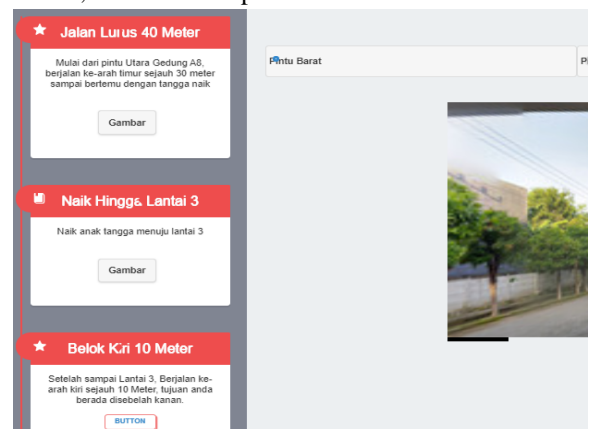 Jalan Lurus 40 Meter
Mulai dari pintu Utara Gedung A8,
berjalan ke-arah timur sejauh 30 meter
sampai bertemu dengan tangga naik
Gambar
Naik Hingga Lantai 3
Naik anak tangga menuju lantai 3
Gambar
Belok Kiri 10 Meter
Setelah sampai Lantai 3, Berjalan ke-
arah kiri sejauh 10 Meter, tujuan anda
berada disebelah kanan.
BUTTON
Pintu Barat